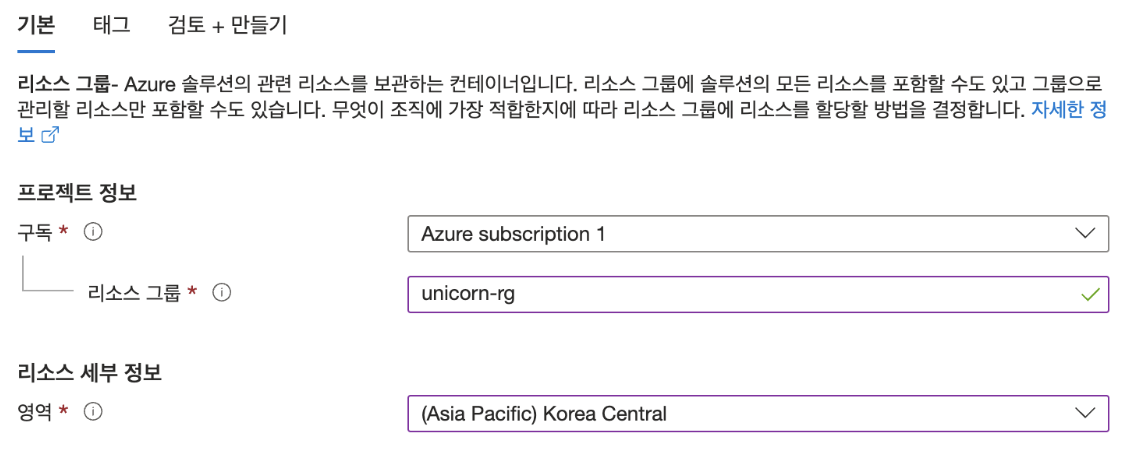 기본 태그 검토 + 만들기
리소스 그룹- Azure 솔루션의 관련 리소스를 보관하는 컨테이너입니다. 리소스 그룹에 솔루션의 모든 리소스를 포함할 수도 있고 그룹으로
관리할 리소스만 포함할 수도 있습니다. 무엇이 조직에 가장 적합한지에 따라 리소스 그룹에 리소스를 할당할 방법을 결정합니다. 자세한 정
보
프로젝트 정보
구독 * Azure subscription 1
리소스 그룹 * unicorn-rg
리소스 세부 정보
영역 * (Asia Pacific) Korea Central